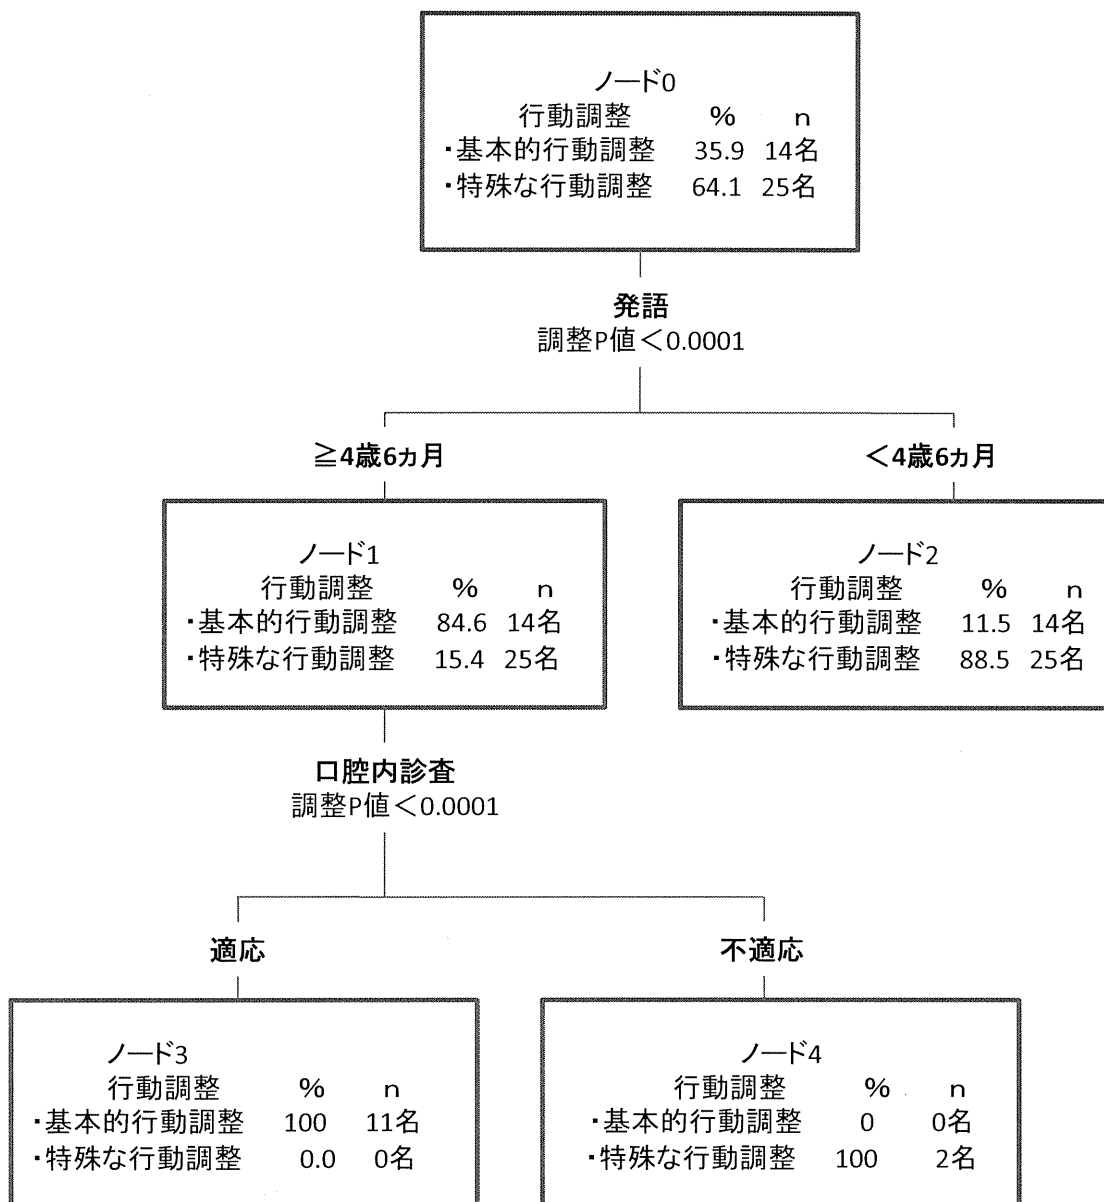 ノード0
行動調整 % n
・基本的行動調整 35.9 14名
・特殊な行動調整 64.1 25名
発語
調整P値＜0.0001
≧4歳6ヵ月
＜4歳6ヵ月
ノード1
行動調整 % n
・基本的行動調整 84.6 14名
・特殊な行動調整 15.4 25名
ノード2
行動調整 % n
・基本的行動調整 11.5 14名
・特殊な行動調整 88.5 25名
口腔内診査
調整P値＜0.0001
適応
不適応
ノード3
行動調整 % n
・基本的行動調整 100 11名
・特殊な行動調整 0.0 0名
ノード4
行動調整 % n
・基本的行動調整 0 0名
・特殊な行動調整 100 2名